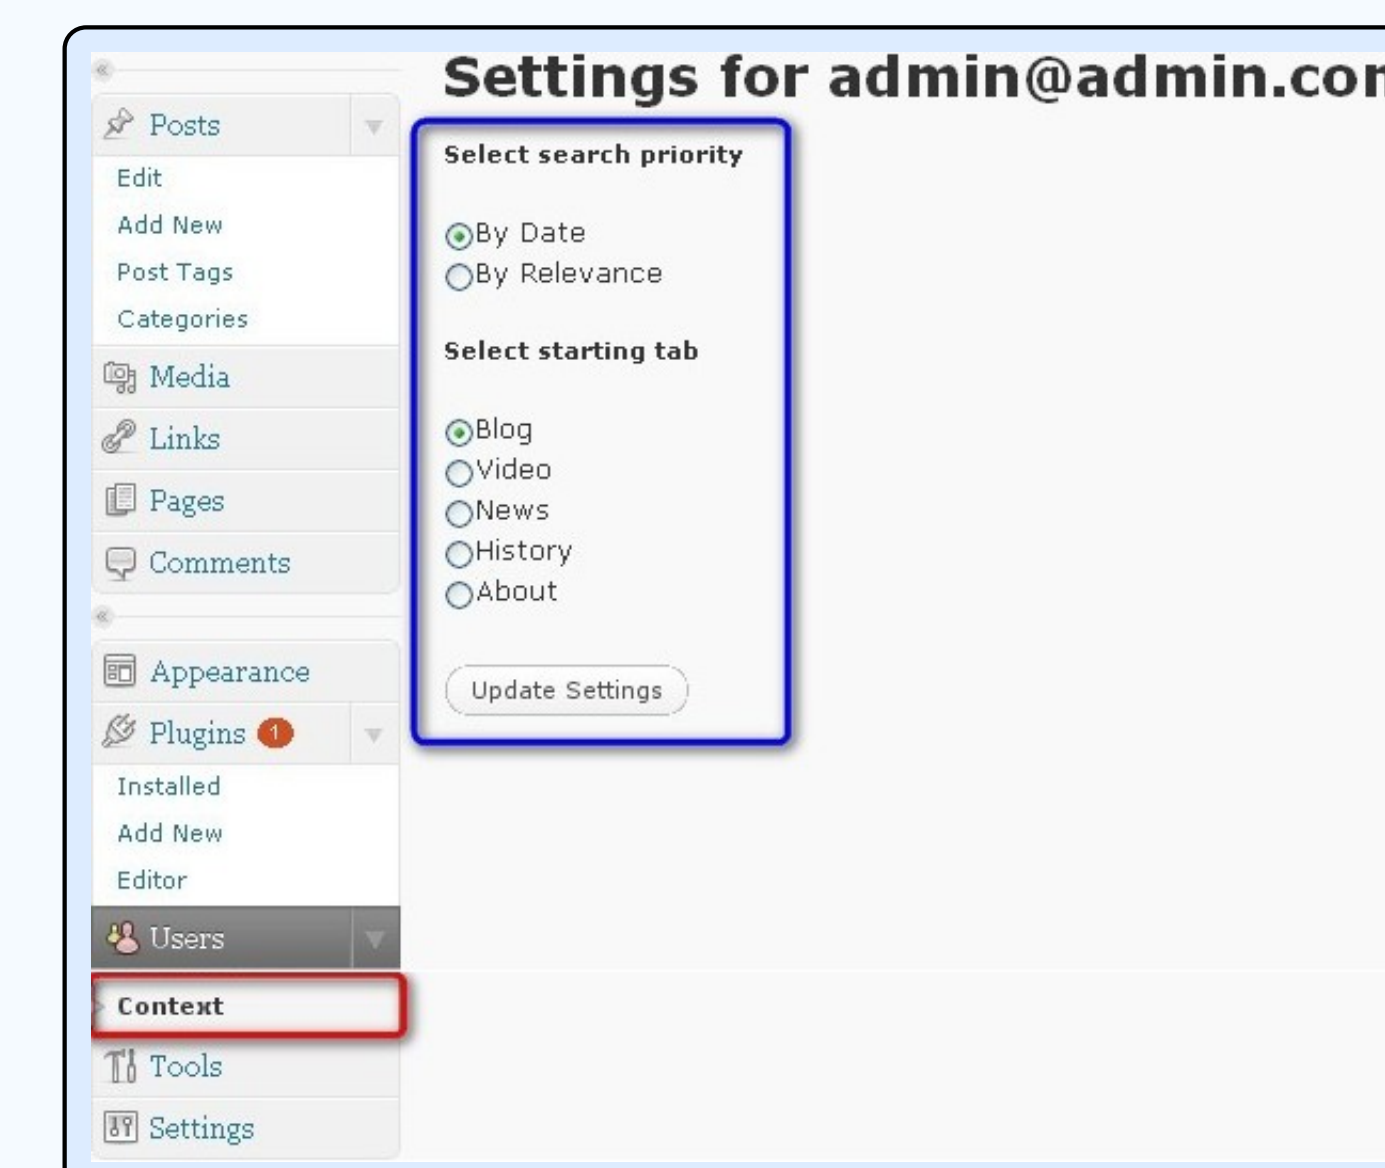 Settings for admin@admin.com
Posts
Edit
Add New
Post Tags
Categories
Media
Links
Pages
Comments
Appearance
Plugins 1
Installed
Add New
Editor
Users
Context
Tools
Settings
Select search priority
By Date
By Relevance
Select starting tab
Blog
Video
News
History
About
Update Settings